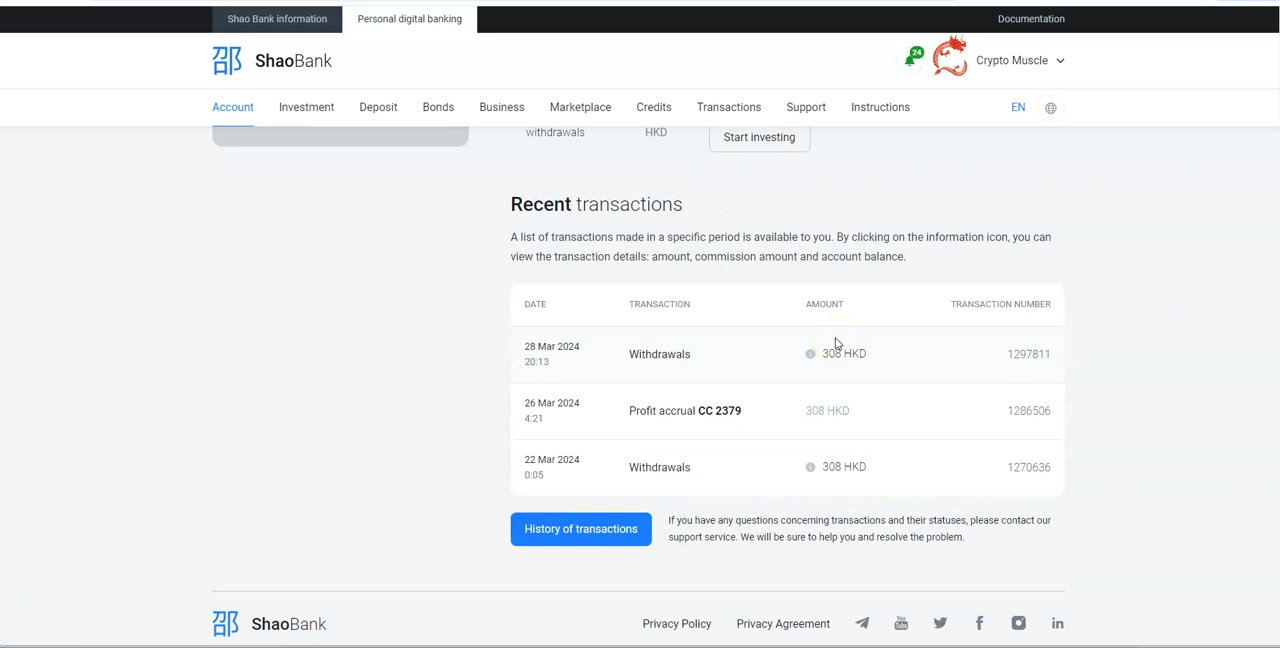 Shao Bank information Personal digital banking Documentation
邵 ShaoBank 24 Crypto Muscle
Account Investment Deposit Bonds Business Marketplace Credits Transactions Support Instructions EN
withdrawals HKD Start investing
Recent transactions
A list of transactions made in a specific period is available to you. By clicking on the information icon, you can
view the transaction details: amount, commission amount and account balance.
DATE TRANSACTION AMOUNT TRANSACTION NUMBER
28 Mar 2024
20:13
Withdrawals 308 HKD 1297811
26 Mar 2024
4:21
Profit accrual CC 2379 308 HKD 1286506
22 Mar 2024
0:05
Withdrawals 308 HKD 1270636
History of transactions
If you have any questions concerning transactions and their statuses, please contact our
support service. We will be sure to help you and resolve the problem.
邵 ShaoBank Privacy Policy Privacy Agreement